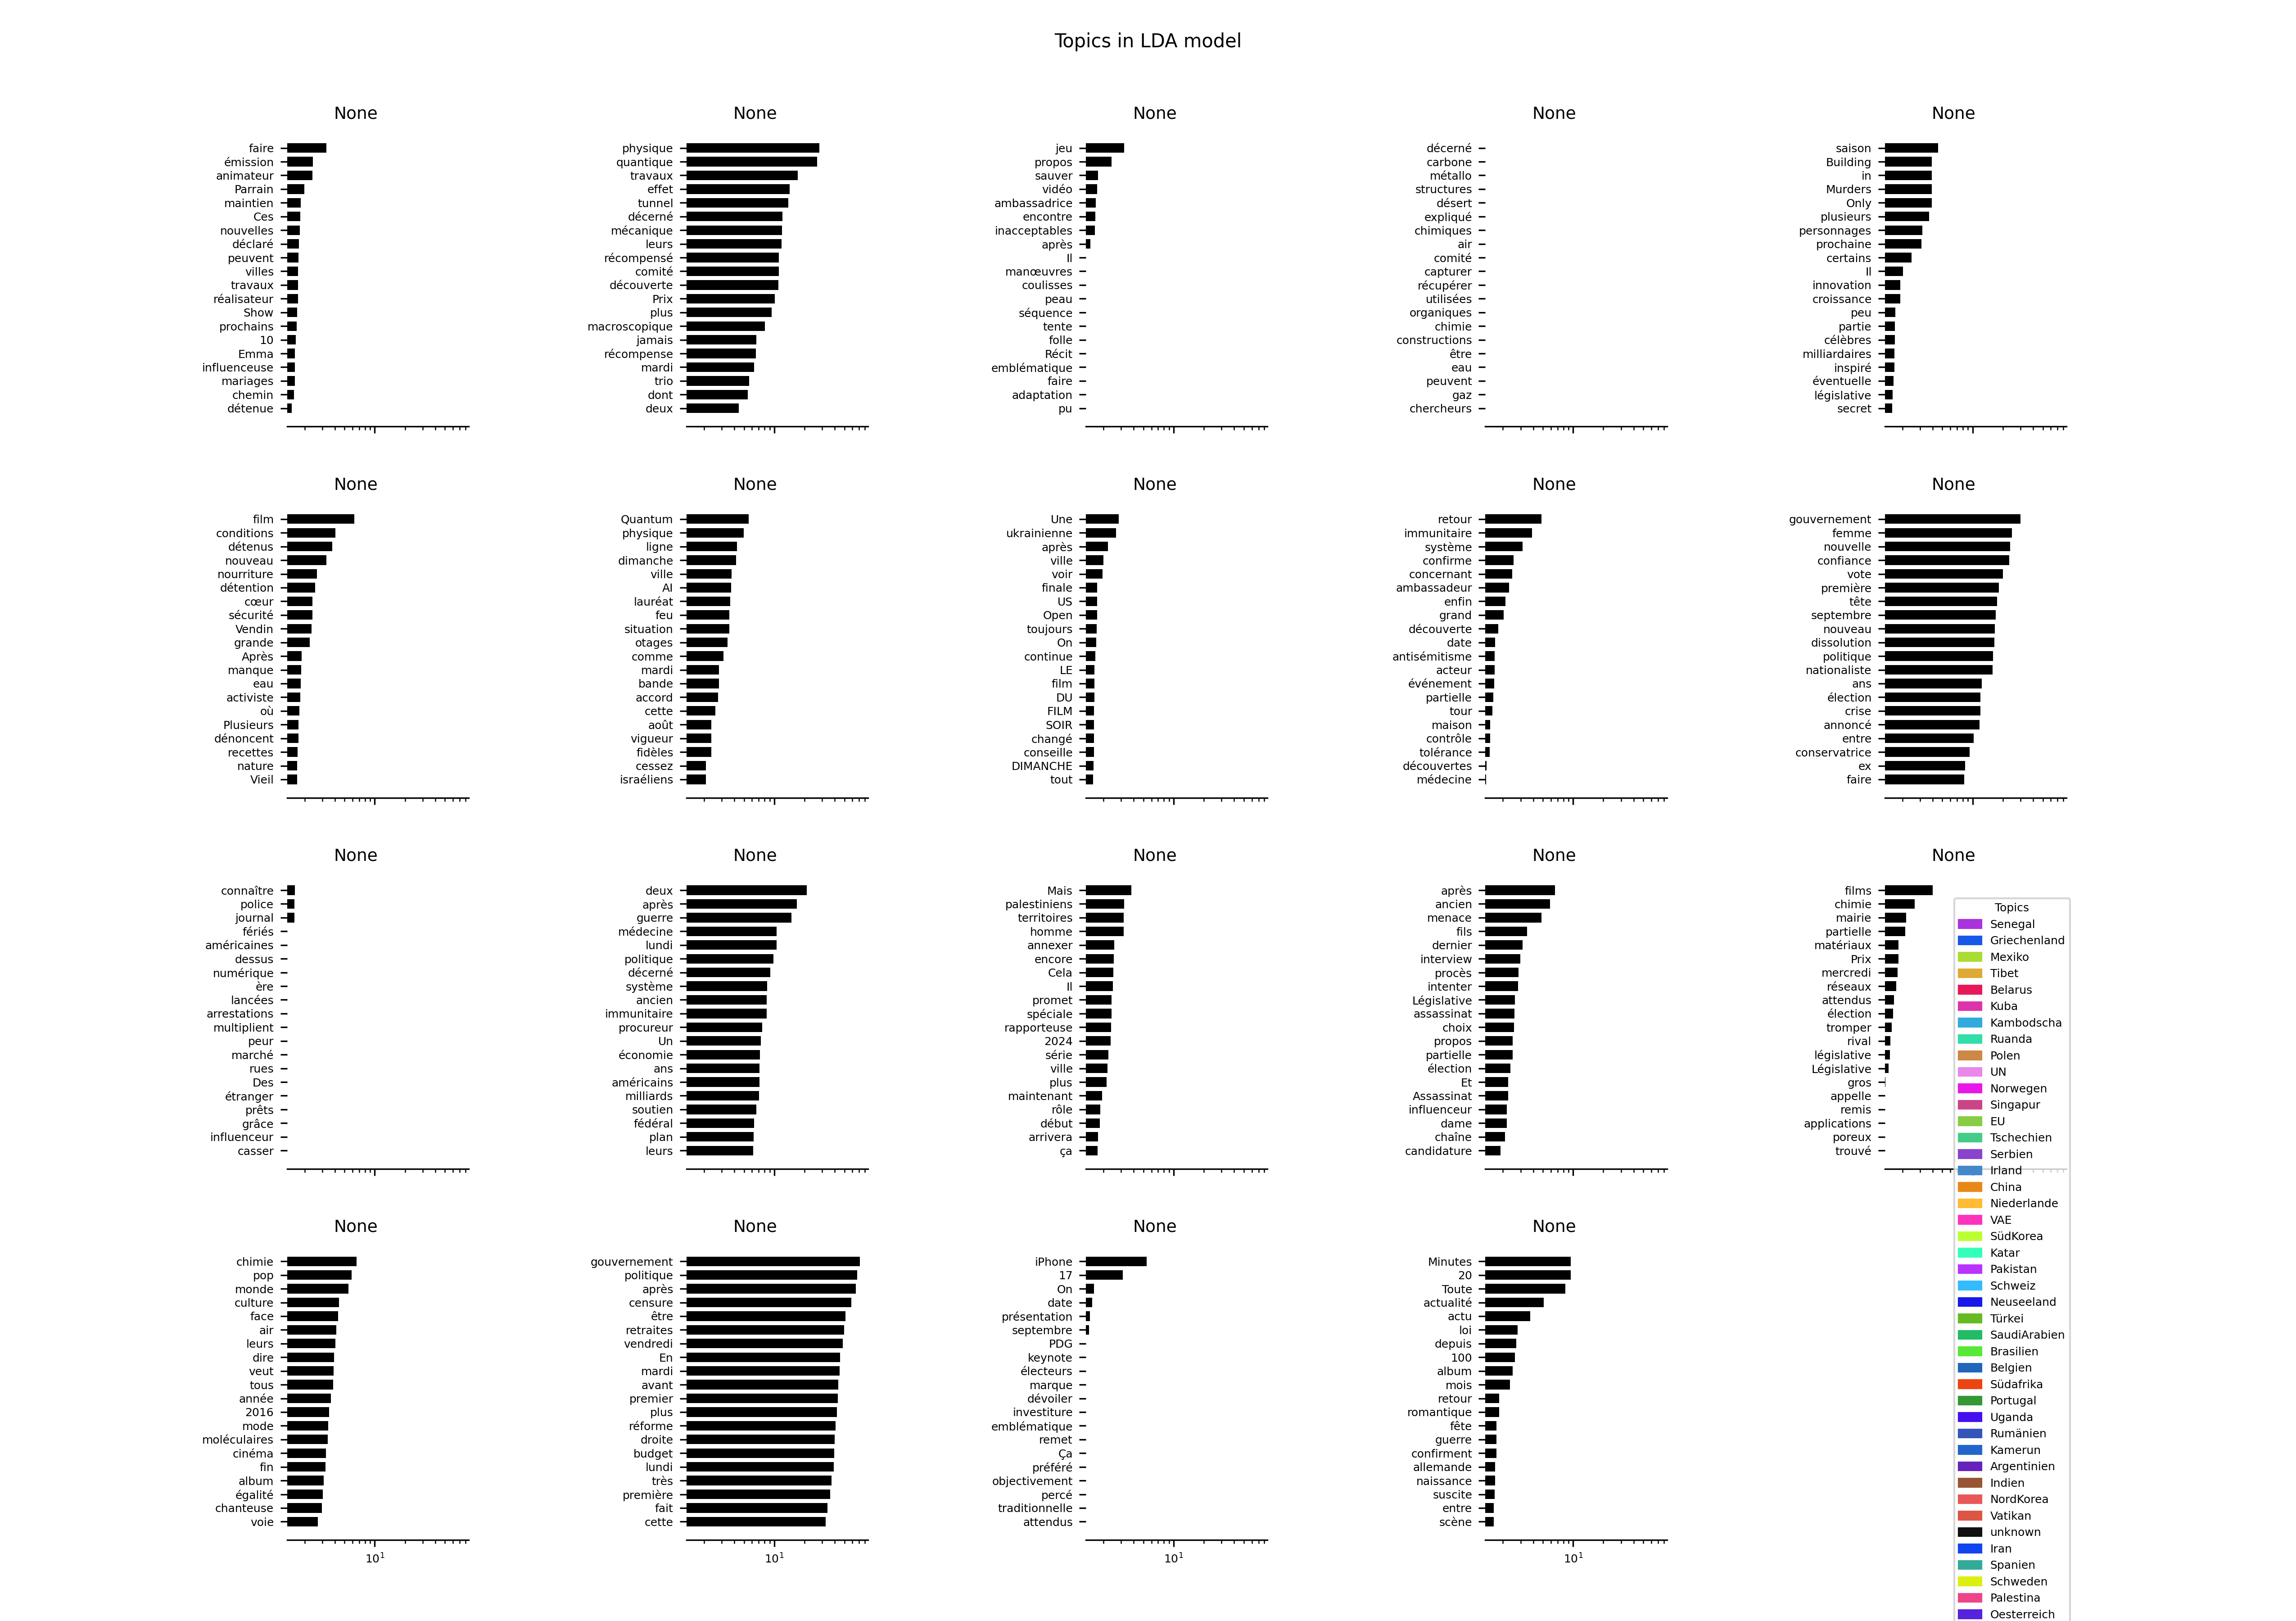 Topics in LDA model
None
faire
émission
animateur
Parrain
maintien
Ces
nouvelles
déclaré
peuvent
villes
travaux
réalisateur
Show
prochains
10
Emma
influenceuse
mariages
chemin
détenue
None
physique
quantique
travaux
effet
tunnel
décerné
mécanique
leurs
récompensé
comité
découverte
Prix
plus
macroscopique
jamais
récompense
mardi
trio
dont
deux
None
jeu
propos
sauver
vidéo
ambassadrice
encontre
inacceptables
après
Il
manœuvres
coulisses
peau
séquence
tente
folle
Récit
emblématique
faire
adaptation
pu
None
décerné
carbone
métallo
structures
désert
expliqué
chimiques
air
comité
capturer
récupérer
utilisées
organiques
chimie
constructions
être
eau
peuvent
gaz
chercheurs
None
saison
Building
in
Murders
Only
plusieurs
personnages
prochaine
certains
Il
innovation
croissance
peu
partie
célèbres
milliardaires
inspiré
éventuelle
législative
secret
None
film
conditions
détenus
nouveau
nourriture
détention
cœur
sécurité
Vendin
grande
Après
manque
eau
activiste
où
Plusieurs
dénoncent
recettes
nature
Vieil
None
Quantum
physique
ligne
dimanche
ville
AI
lauréat
feu
situation
otages
comme
mardi
bande
accord
cette
août
vigueur
fidèles
cessez
israéliens
None
Une
ukrainienne
après
ville
voir
finale
US
Open
toujours
On
continue
LE
film
DU
FILM
SOIR
changé
conseille
DIMANCHE
tout
None
retour
immunitaire
système
confirme
concernant
ambassadeur
enfin
grand
découverte
date
antisémitisme
acteur
événement
partielle
tour
maison
contrôle
tolérance
découvertes
médecine
None
gouvernement
femme
nouvelle
confiance
vote
première
tête
septembre
nouveau
dissolution
politique
nationaliste
ans
élection
crise
annoncé
entre
conservatrice
ex
faire
None
connaître
police
journal
fériés
américaines
dessus
numérique
ère
lancées
arrestations
multiplient
peur
marché
rues
Des
étranger
prêts
grâce
influenceur
casser
None
deux
après
guerre
médecine
lundi
politique
décerné
système
ancien
immunitaire
procureur
Un
économie
ans
américains
milliards
soutien
fédéral
plan
leurs
None
Mais
palestiniens
territoires
homme
annexer
encore
Cela
Il
promet
spéciale
rapporteuse
2024
série
ville
plus
maintenant
rôle
début
arrivera
ça
None
après
ancien
menace
fils
dernier
interview
procès
intenter
Législative
assassinat
choix
propos
partielle
élection
Et
Assassinat
influenceur
dame
chaîne
candidature
None
films
chimie
mairie
partielle
matériaux
Prix
mercredi
réseaux
attendus
élection
tromper
rival
législative
Législative
gros
appelle
remis
applications
poreux
trouvé
None
chimie
pop
monde
culture
face
air
leurs
dire
veut
tous
année
2016
mode
moléculaires
cinéma
fin
album
égalité
chanteuse
voie
10¹
None
gouvernement
politique
après
censure
être
retraites
vendredi
En
mardi
avant
premier
plus
réforme
droite
budget
lundi
très
première
fait
cette
10¹
None
iPhone
17
On
date
présentation
septembre
PDG
keynote
électeurs
marque
dévoiler
investiture
emblématique
remet
Ça
préféré
objectivement
percé
traditionnelle
attendus
10¹
None
Minutes
20
Toute
actualité
actu
loi
depuis
100
album
mois
retour
romantique
fête
guerre
confirment
allemande
naissance
suscite
entre
scène
10¹
Topics
Senegal
Griechenland
Mexiko
Tibet
Belarus
Kuba
Kambodscha
Ruanda
Polen
UN
Norwegen
Singapur
EU
Tschechien
Serbien
Irland
China
Niederlande
VAE
SüdKorea
Katar
Pakistan
Schweiz
Neuseeland
Türkei
SaudiArabien
Brasilien
Belgien
Südafrika
Portugal
Uganda
Rumänien
Kamerun
Argentinien
Indien
NordKorea
Vatikan
unknown
Iran
Spanien
Schweden
Palestina
Oesterreich